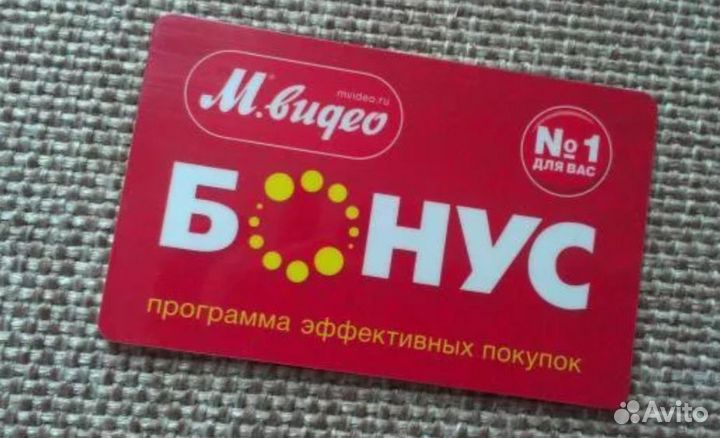 mvideo.ru
М.видео
№1
ДЛЯ ВАС
БОНУС
программа эффективных покупок
Avito